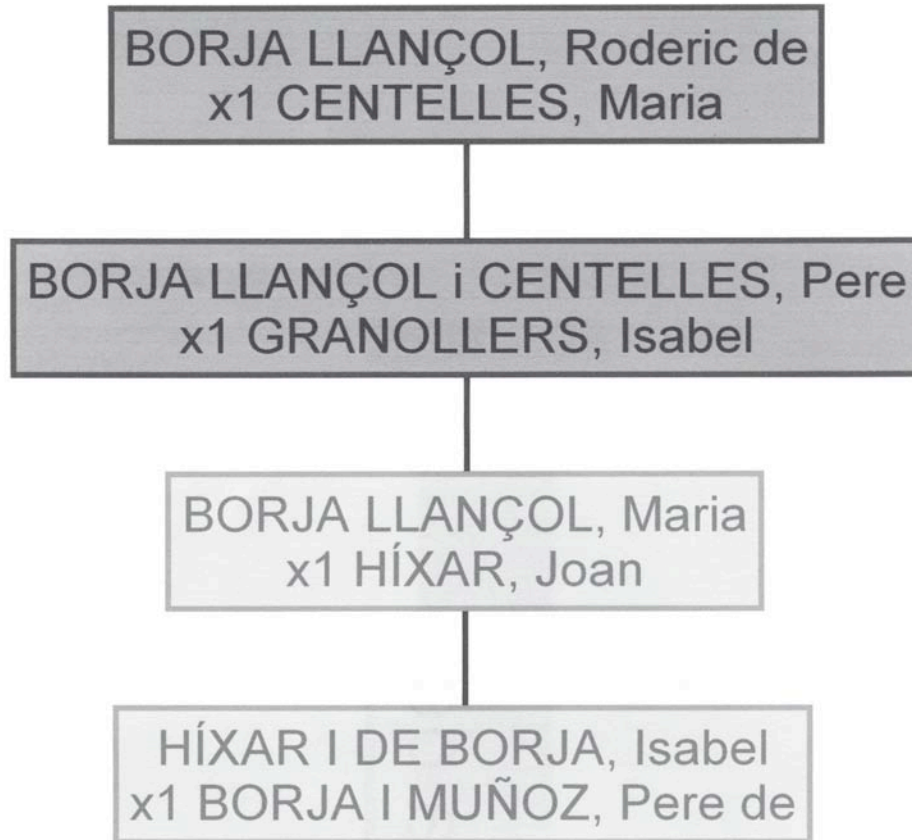 BORJA LLANÇOL, Roderic de
x1 CENTELLES, Maria
BORJA LLANÇOL i CENTELLES, Pere
x1 GRANOLLERS, Isabel
BORJA LLANÇOL, Maria
x1 HÍXAR, Joan
HÍXAR I DE BORJA, Isabel
x1 BORJA I MUÑOZ, Pere de